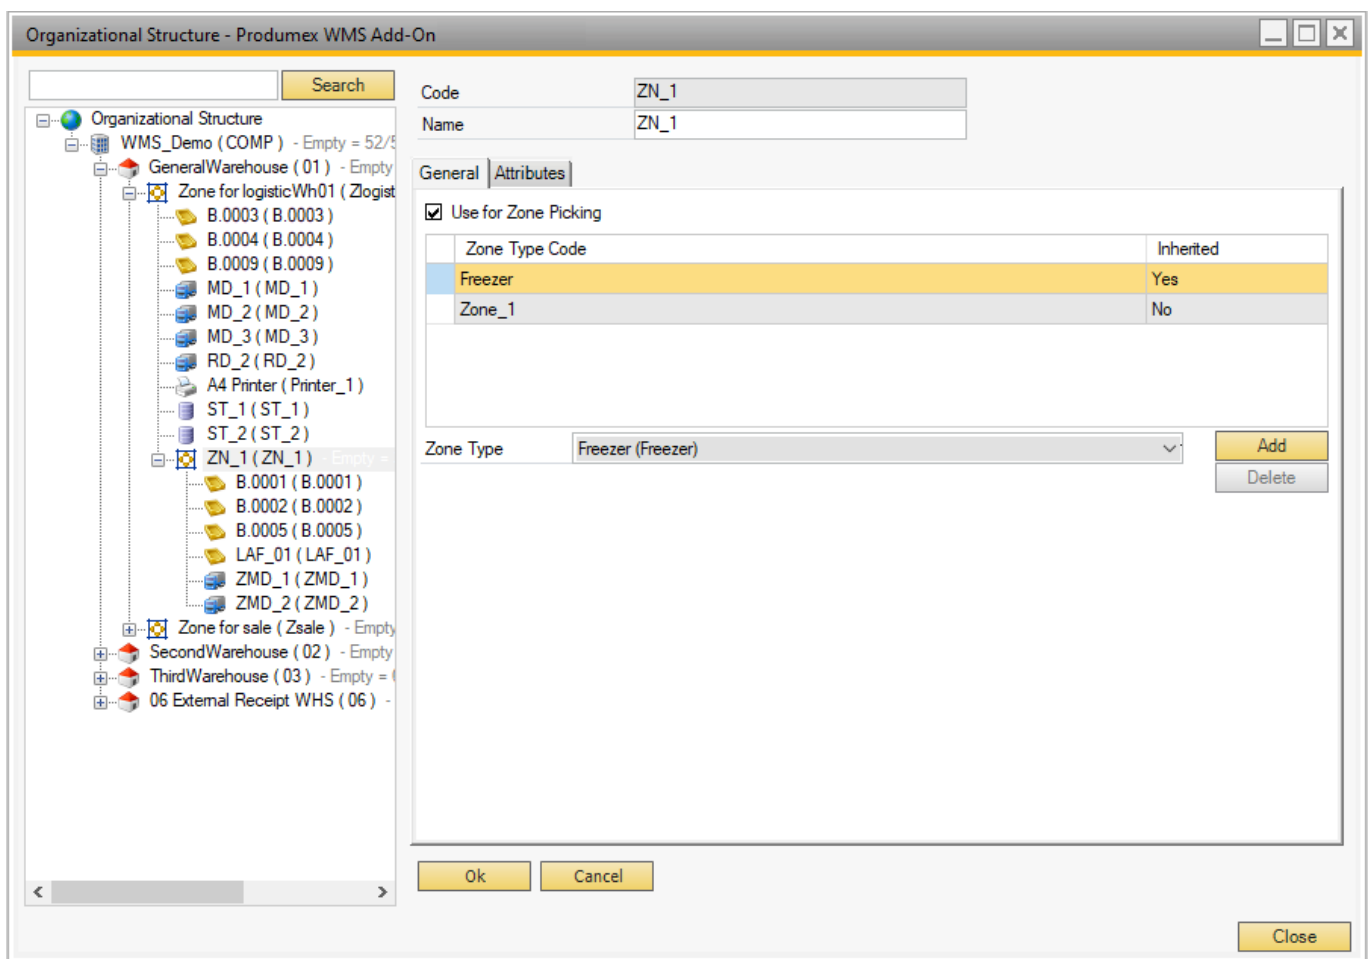 Organizational Structure - Produmex WMS Add-On
Search
Organizational Structure
WMS_Demo ( COMP ) - Empty = 52/5
GeneralWarehouse ( 01 ) - Empty
Zone for logisticWh01 ( Zlogist
B.0003 ( B.0003 )
B.0004 ( B.0004 )
B.0009 ( B.0009 )
MD_1 ( MD_1 )
MD_2 ( MD_2 )
MD_3 ( MD_3 )
RD_2 ( RD_2 )
A4 Printer ( Printer_1 )
ST_1 ( ST_1 )
ST_2 ( ST_2 )
ZN_1 ( ZN_1 ) - Empty =
B.0001 ( B.0001 )
B.0002 ( B.0002 )
B.0005 ( B.0005 )
LAF_01 ( LAF_01 )
ZMD_1 ( ZMD_1 )
ZMD_2 ( ZMD_2 )
Zone for sale ( Zsale ) - Empty
SecondWarehouse ( 02 ) - Empty
ThirdWarehouse ( 03 ) - Empty =
06 External Receipt WHS ( 06 ) -
Code ZN_1
Name ZN_1
General Attributes
Use for Zone Picking
Zone Type Code Inherited
Freezer Yes
Zone_1 No
Zone Type Freezer (Freezer) Add
Delete
Ok Cancel
Close